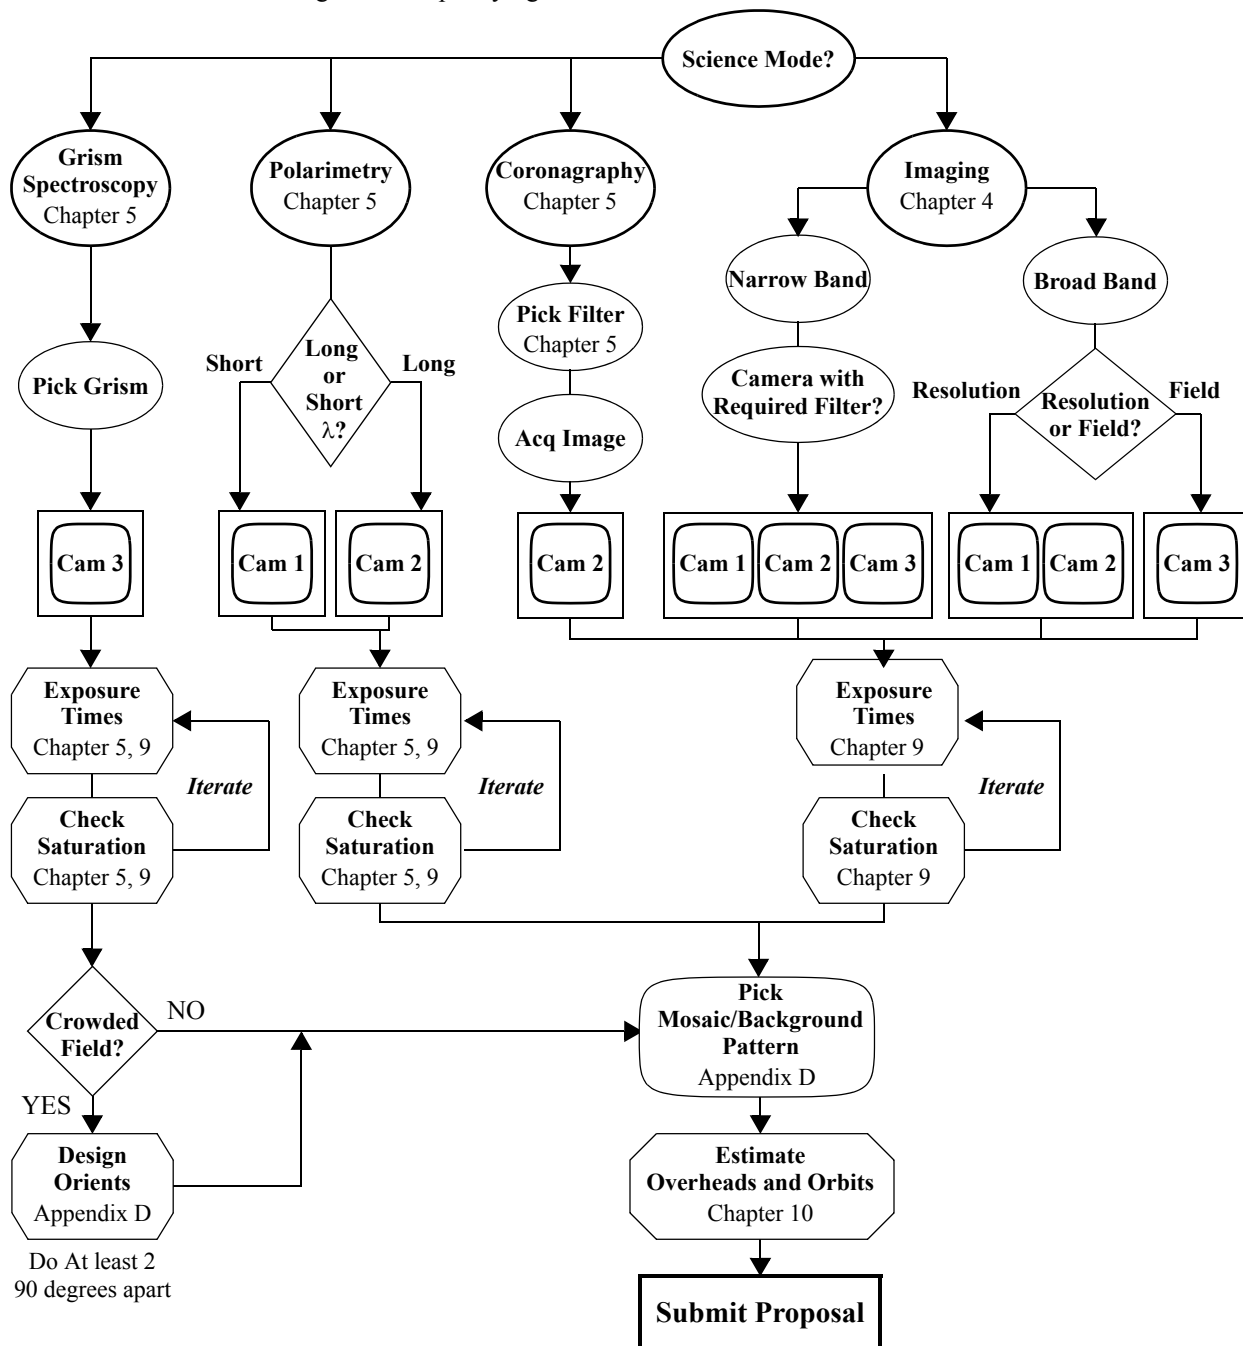 Science Mode?
Grism
Spectroscopy
Chapter 5
Polarimetry
Chapter 5
Coronagraphy
Chapter 5
Imaging
Chapter 4
Narrow Band
Broad Band
Pick Filter
Chapter 5
Pick Grism
Short
Long
or
Short
λ?
Long
Acq Image
Camera with
Required Filter?
Resolution
Resolution
or Field?
Field
Cam 3
Cam 1
Cam 2
Cam 2
Cam 1
Cam 2
Cam 3
Cam 1
Cam 2
Cam 3
Exposure
Times
Chapter 5, 9
Iterate
Check
Saturation
Chapter 5, 9
Exposure
Times
Chapter 5, 9
Iterate
Check
Saturation
Chapter 5, 9
Exposure
Times
Chapter 9
Iterate
Check
Saturation
Chapter 9
Crowded
Field?
NO
YES
Design
Orients
Appendix D
Do At least 2
90 degrees apart
Pick
Mosaic/Background
Pattern
Appendix D
Estimate
Overheads and Orbits
Chapter 10
Submit Proposal